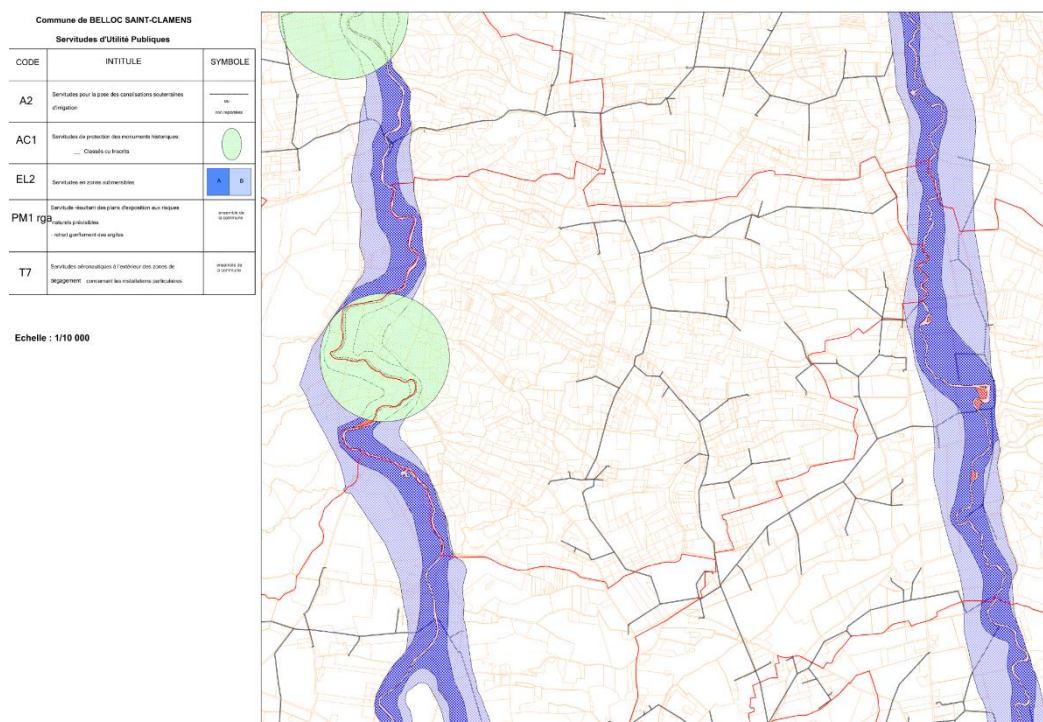 Commune de BELLOC SAINT-CLAMENS
Servitudes d'Utilité Publiques
CODE INTITULE SYMBOLE
A2 Servitudes pour la pose des canalisations souterraines
d'irrigation
ou
non reportées
AC1 Servitudes de protection des monuments historiques
__ Classés ou Inscrits
EL2 Servitudes en zones submersibles A B
PM1 rga Servitude résultant des plans d'exposition aux risques
naturels prévisibles
- retrait gonflement des argiles
ensemble de
la commune
T7 Servitudes aéronautiques à l'extérieur des zones de
dégagement concernant les installations particulières
ensemble de
la commune
Echelle : 1/10 000